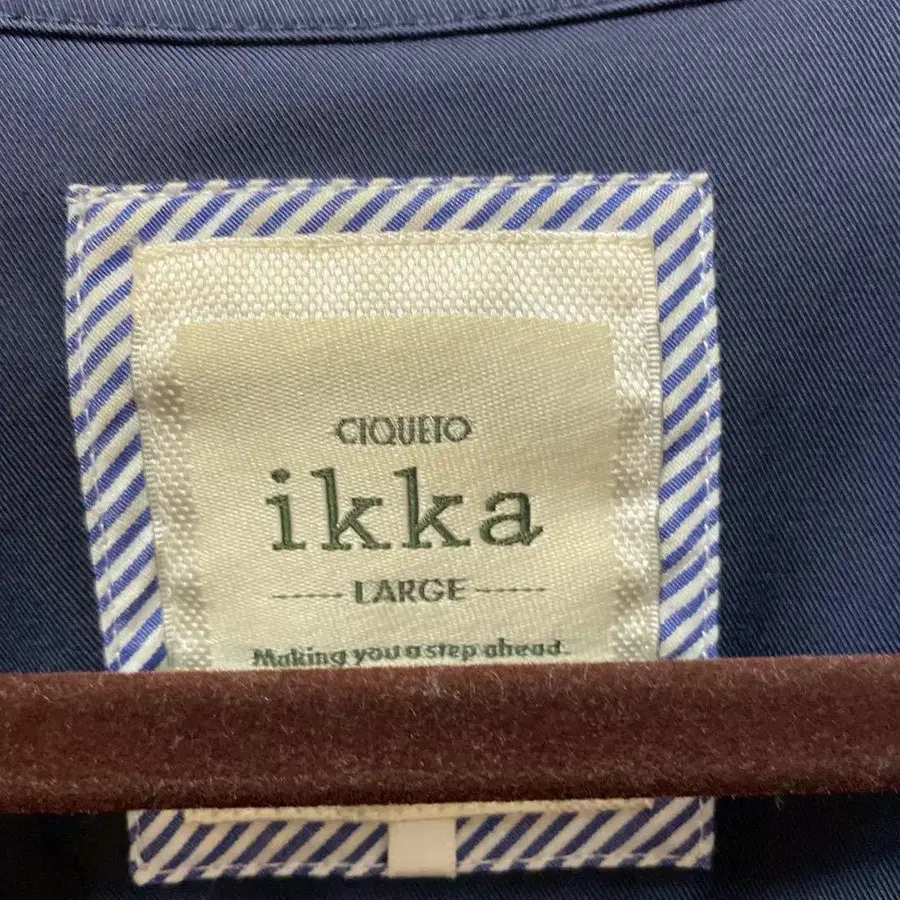 CIQUETO
ikka
LARGE
Making you a step ahead.